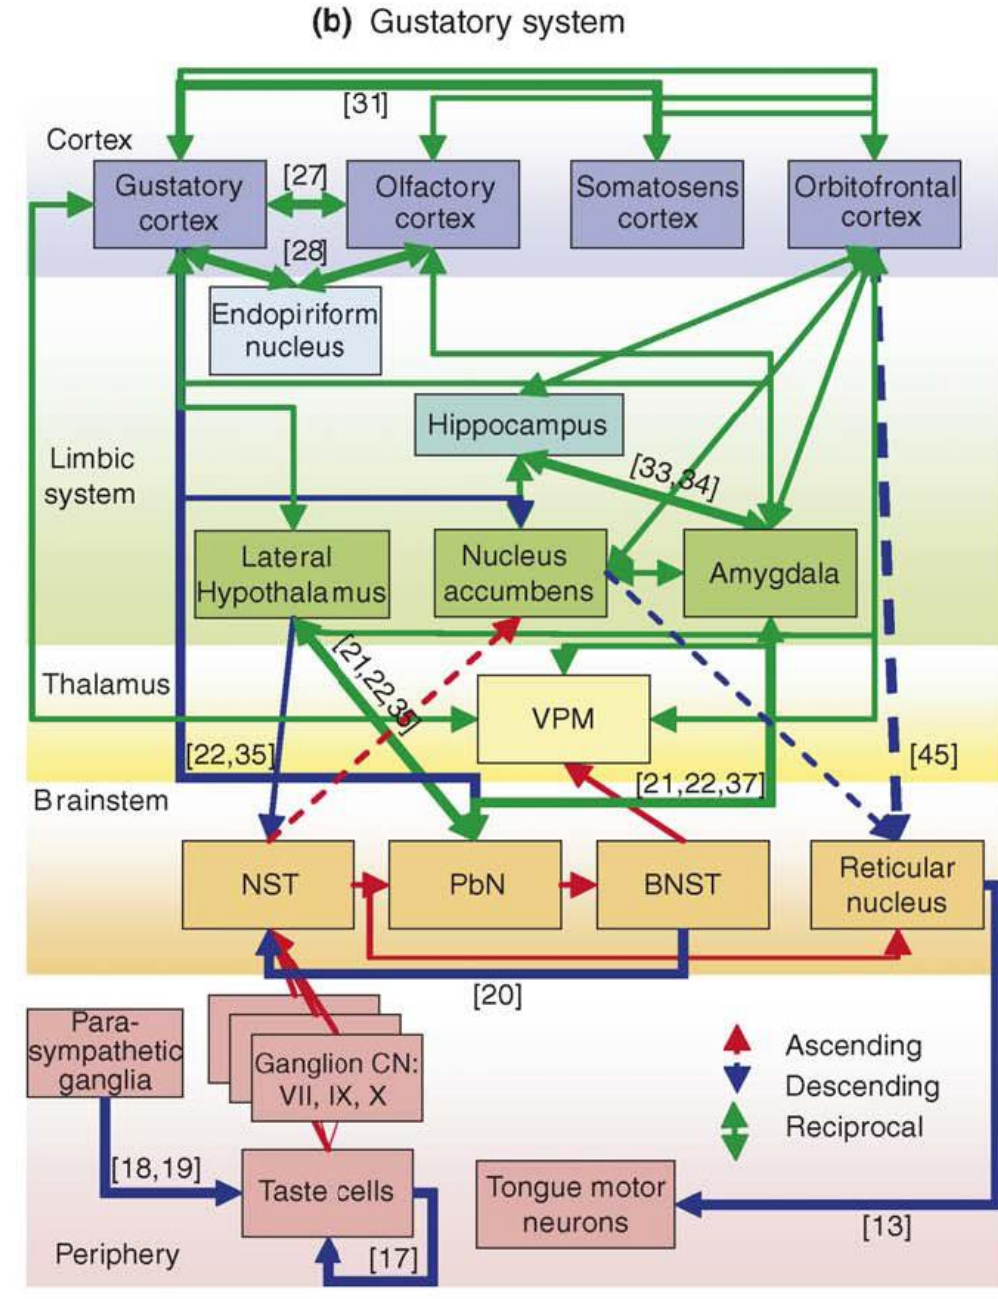 (b) Gustatory system
[31]
Cortex
Gustatory
cortex
[27]
Olfactory
cortex
Somatosens
cortex
Orbitofrontal
cortex
[28]
Endopiriform
nucleus
Hippocampus
Limbic
system
[33,34]
Lateral
Hypothalamus
Nucleus
accumbens
Amygdala
[21,22,35]
Thalamus
VPM
[22,35]
[45]
[21,22,37]
Brainstem
NST
PbN
BNST
Reticular
nucleus
[20]
Para-
sympathetic
ganglia
Ganglion CN:
VII, IX, X
Ascending
Descending
Reciprocal
[18,19]
Taste cells
Tongue motor
neurons
[13]
Periphery
[17]